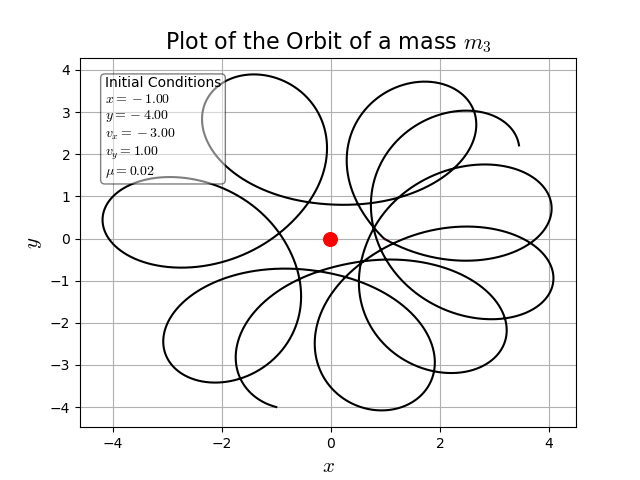 Plot of the Orbit of a mass m₃
Initial Conditions
x = −1.00
y = −4.00
vₓ = −3.00
v_y = 1.00
μ = 0.02
4
3
2
1
0
−1
−2
−3
−4
y
−4 −2 0 2 4
x